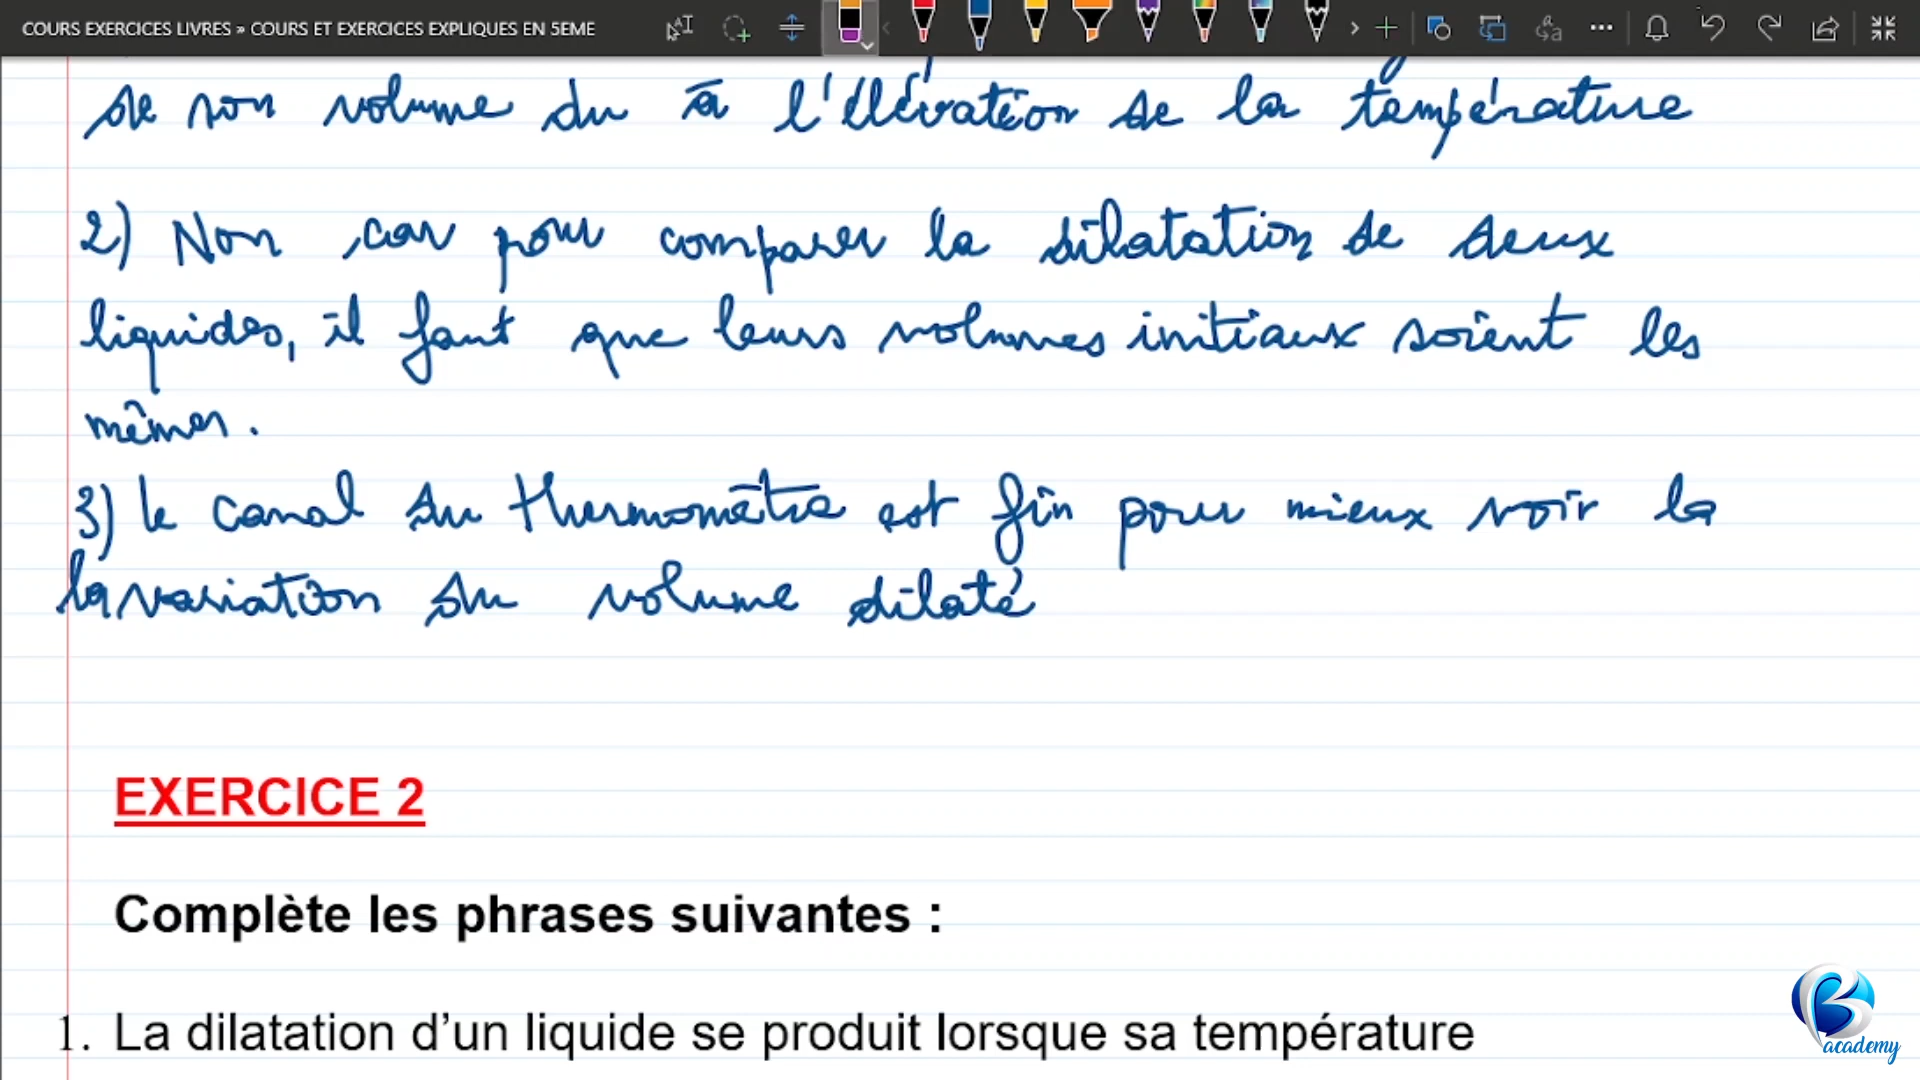 COURS EXERCICES LIVRES » COURS ET EXERCICES EXPLIQUES EN 5EME
de son volume du à l'éllévation de la température
2) Non, car pour comparer la dilatation de deux
liquides, il faut que leurs volumes initiaux soient les
mêmes.
3) le canal du thermomètre est fin pour mieux voir la
la variation du volume dilaté
EXERCICE 2
Complète les phrases suivantes :
1. La dilatation d'un liquide se produit lorsque sa température
B academy